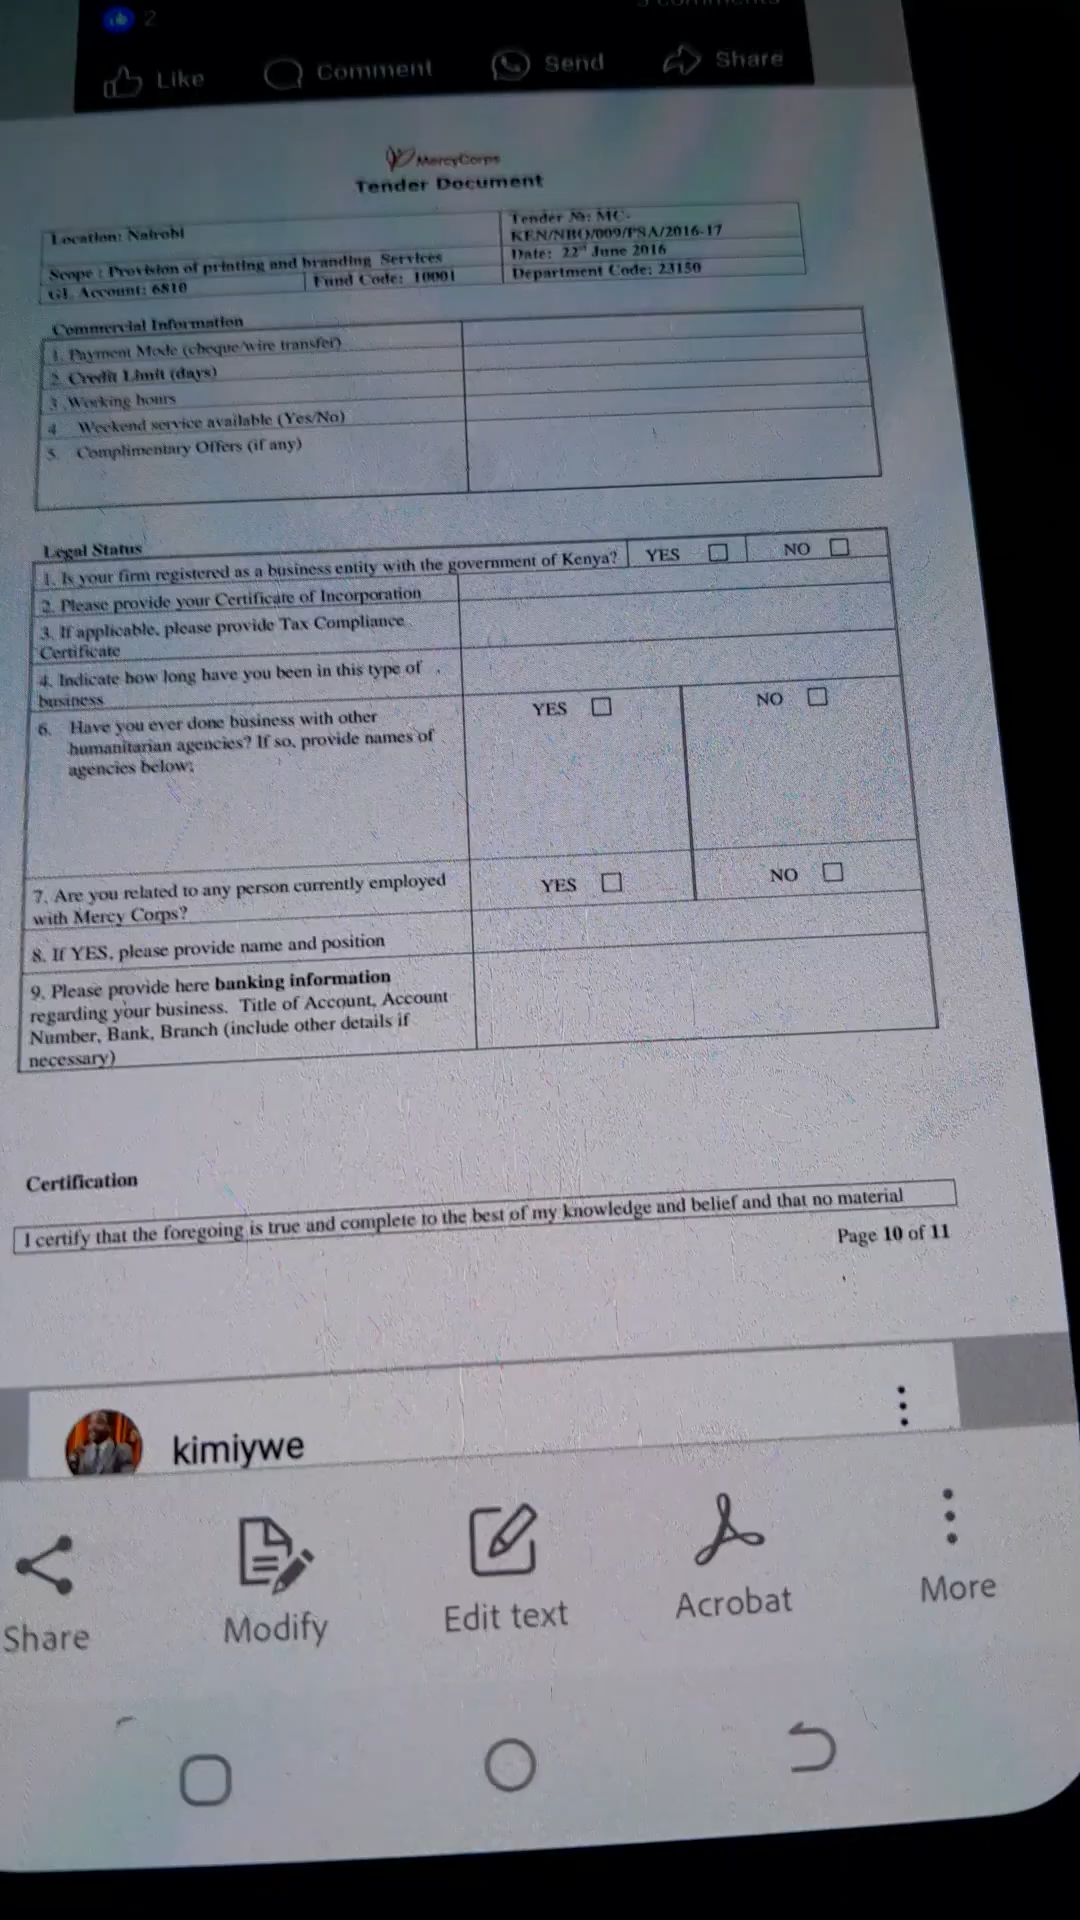 2
Like
Comment
Send
Share
MercyCorps
Tender Document
Location: Nairobi
Tender №: MC-
KEN/NBO/009/PSA/2016-17
Scope : Provision of printing and branding Services
Date: 22nd June 2016
GL Account: 6810
Fund Code: 10001
Department Code: 23150
Commercial Information
1. Payment Mode (cheque/wire transfer)
2. Credit Limit (days)
3. Working hours
4. Weekend service available (Yes/No)
5. Complimentary Offers (if any)
Legal Status
1. Is your firm registered as a business entity with the government of Kenya? YES NO
2. Please provide your Certificate of Incorporation
3. If applicable, please provide Tax Compliance
Certificate
4. Indicate how long have you been in this type of
business
6. Have you ever done business with other
humanitarian agencies? If so, provide names of
agencies below:
YES NO
7. Are you related to any person currently employed
with Mercy Corps?
YES NO
8. If YES, please provide name and position
9. Please provide here banking information
regarding your business. Title of Account, Account
Number, Bank, Branch (include other details if
necessary)
Certification
I certify that the foregoing is true and complete to the best of my knowledge and belief and that no material
Page 10 of 11
kimiywe
Share
Modify
Edit text
Acrobat
More